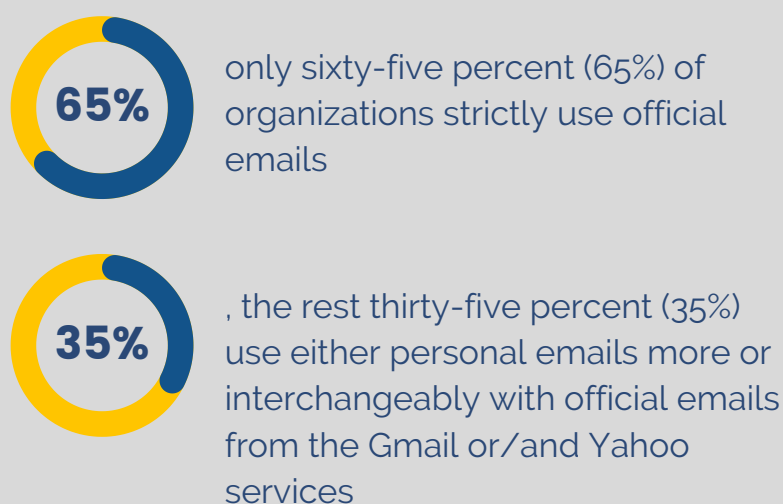 65%
only sixty-five percent (65%) of
organizations strictly use official
emails
35%
, the rest thirty-five percent (35%)
use either personal emails more or
interchangeably with official emails
from the Gmail or/and Yahoo
services